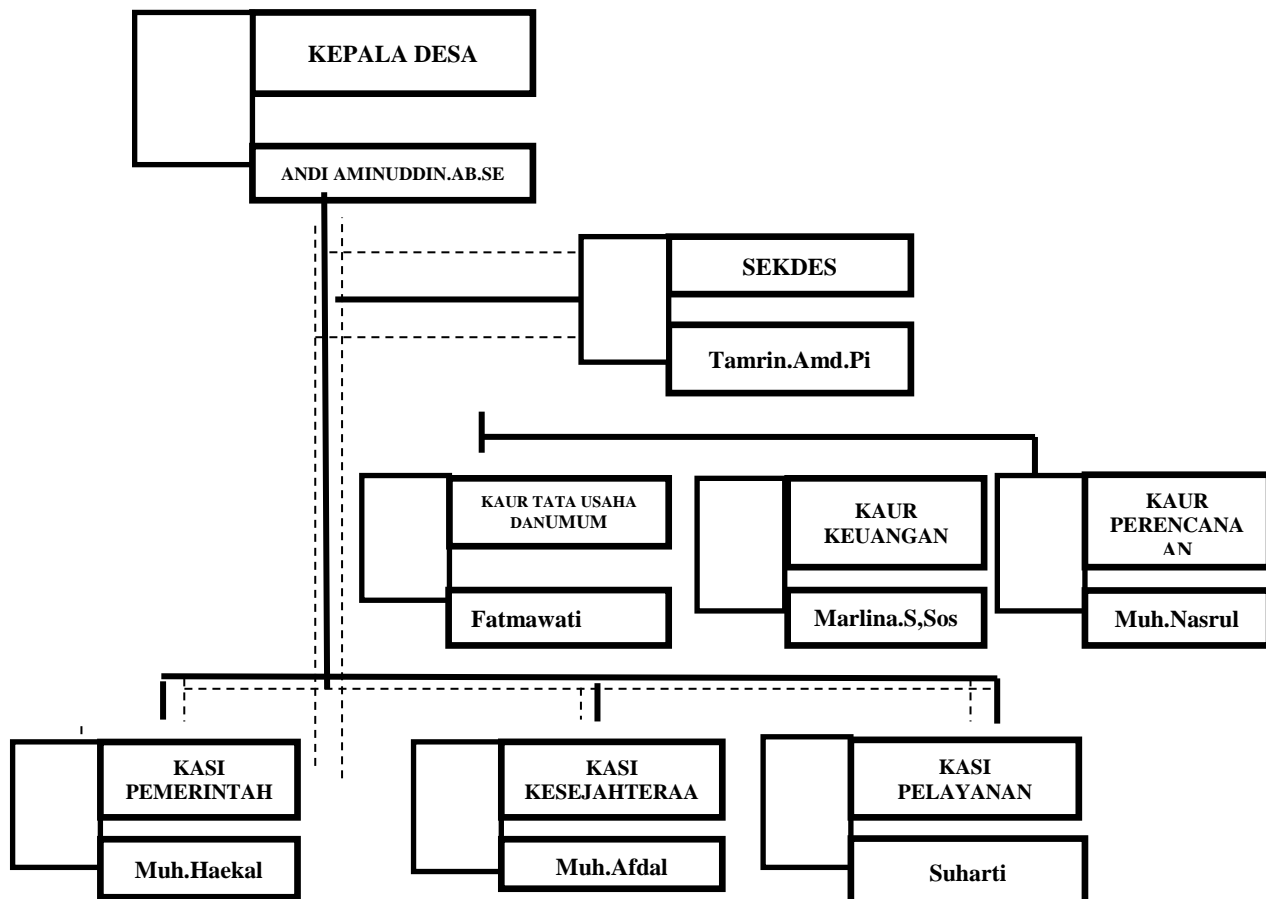 KEPALA DESA
ANDI AMINUDDIN.AB.SE
SEKDES
Tamrin.Amd.Pi
KAUR TATA USAHA
DANUMUM
KAUR
KEUANGAN
KAUR
PERENCANA
AN
Fatmawati
Marlina.S,Sos
Muh.Nasrul
KASI
PEMERINTAH
KASI
KESEJAHTERAA
KASI
PELAYANAN
Muh.Haekal
Muh.Afdal
Suharti